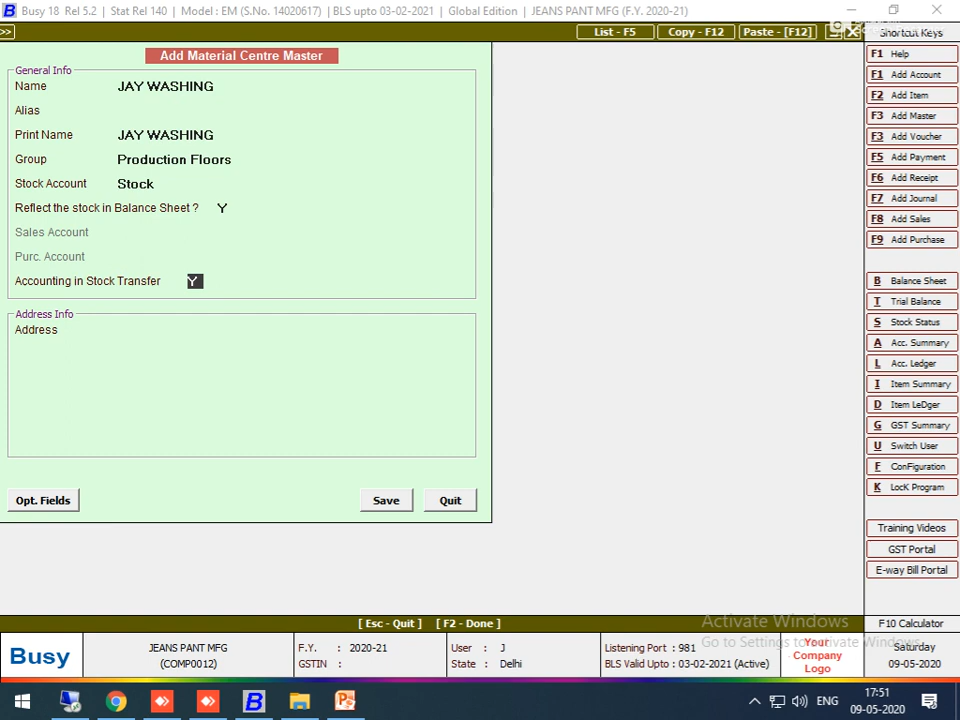 Busy 18 Rel 5.2 | Stat Rel 140 | Model : EM (S.No. 14020617) | BLS upto 03-02-2021 | Global Edition | JEANS PANT MFG (F.Y. 2020-21)
>>
List - F5
Copy - F12
Paste - [F12]
Shortcut Keys
Add Material Centre Master
General Info
Name JAY WASHING
Alias
Print Name JAY WASHING
Group Production Floors
Stock Account Stock
Reflect the stock in Balance Sheet ? Y
Sales Account
Purc. Account
Accounting in Stock Transfer Y
Address Info
Address
Opt. Fields
Save
Quit
F1 Help
F1 Add Account
F2 Add Item
F3 Add Master
F3 Add Voucher
F5 Add Payment
F6 Add Receipt
F7 Add Journal
F8 Add Sales
F9 Add Purchase
B Balance Sheet
T Trial Balance
S Stock Status
A Acc. Summary
L Acc. Ledger
I Item Summary
D Item LeDger
G GST Summary
U Switch User
F ConFiguration
K LocK Program
Training Videos
GST Portal
E-way Bill Portal
[ Esc - Quit ] [ F2 - Done ]
F10 Calculator
Activate Windows
Go to Settings to activate Windows.
Busy
JEANS PANT MFG
(COMP0012)
F.Y. : 2020-21
GSTIN :
User : J
State : Delhi
Listening Port : 981
BLS Valid Upto : 03-02-2021 (Active)
Your
Company
Logo
Saturday
09-05-2020
ENG
17:51
09-05-2020